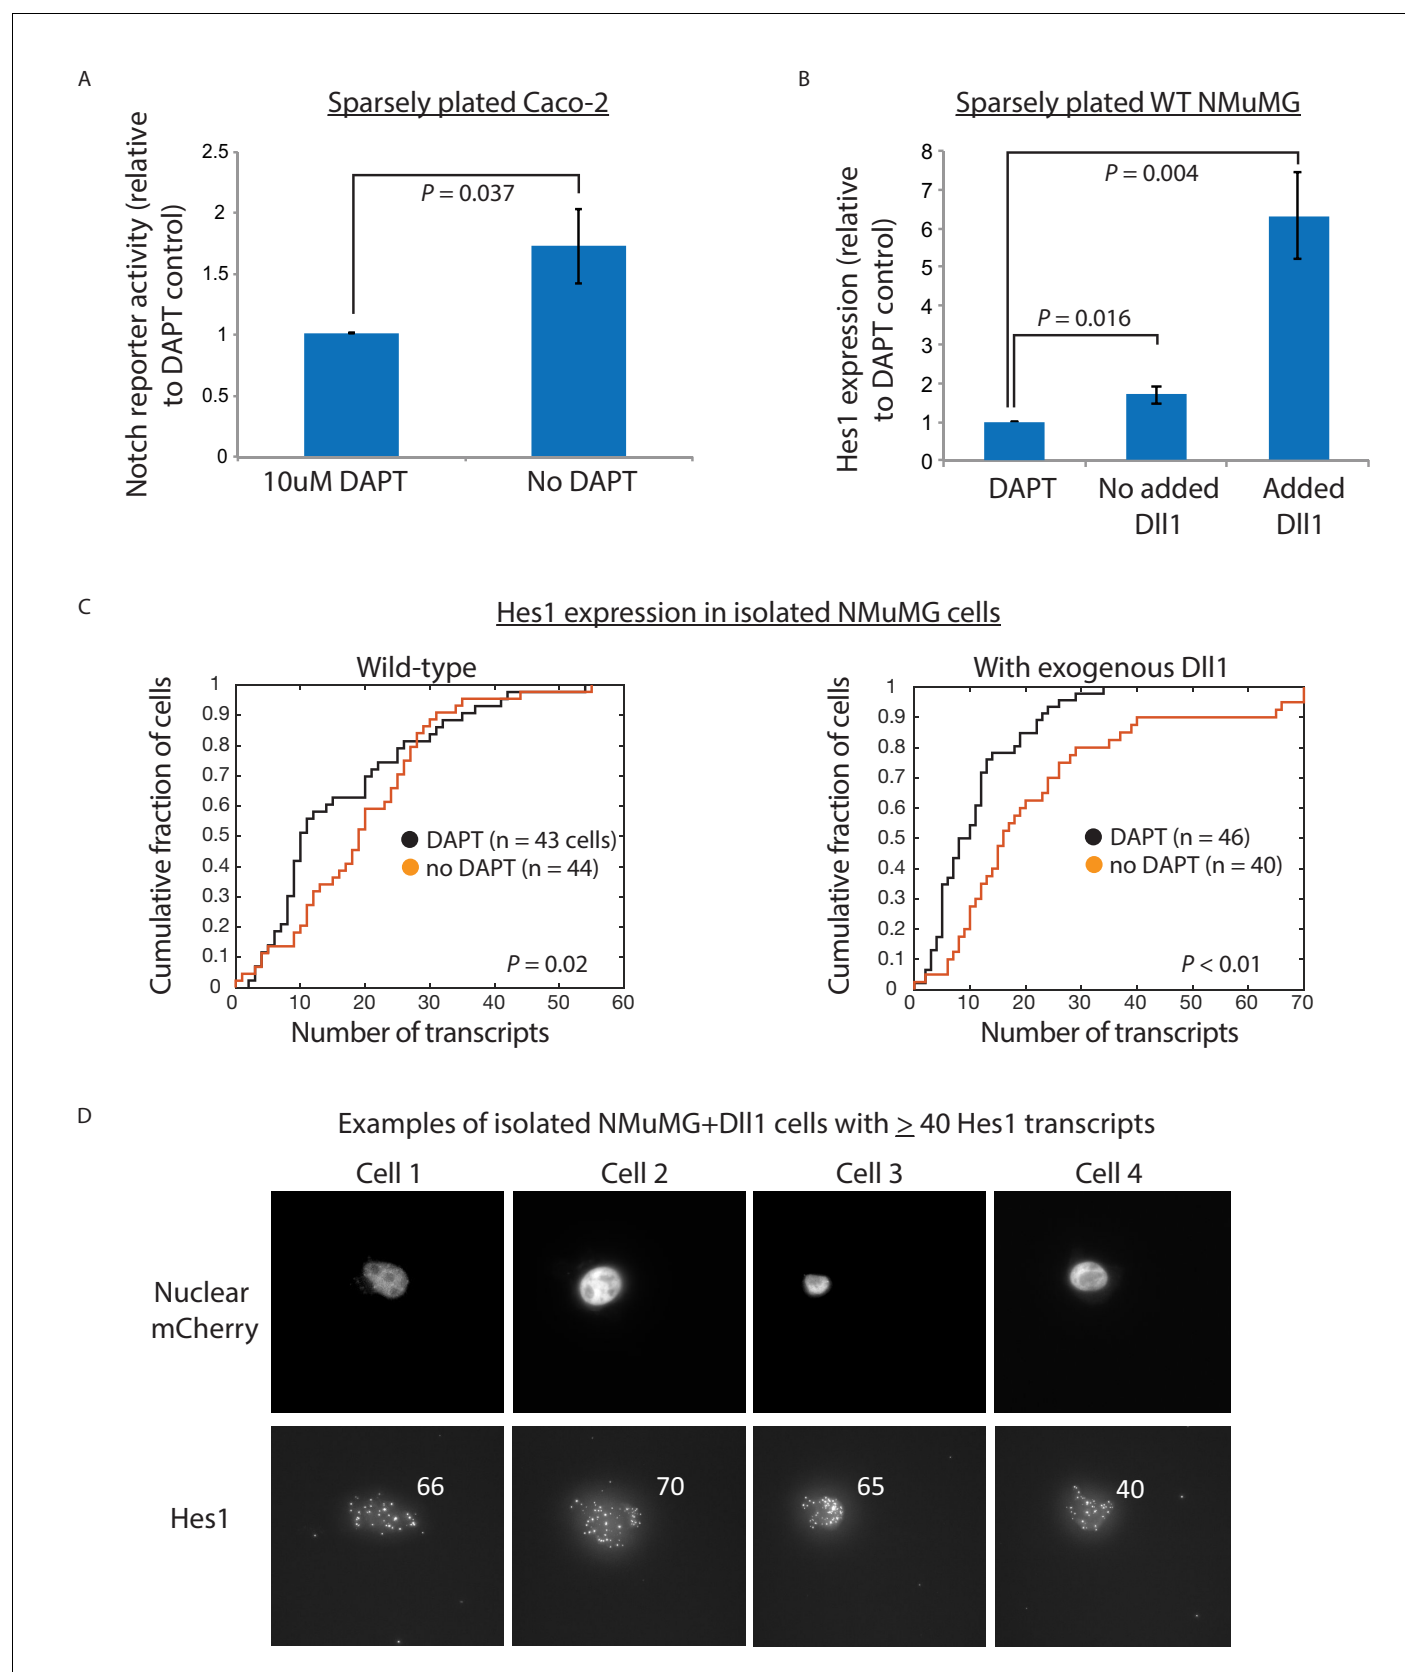 A
Sparsely plated Caco-2
Notch reporter activity (relative
to DAPT control)
2.5
2
1.5
1
0.5
0
P = 0.037
10uM DAPT
No DAPT
B
Sparsely plated WT NMuMG
Hes1 expression (relative
to DAPT control)
8
7
6
5
4
3
2
1
0
P = 0.004
P = 0.016
DAPT
No added
Dll1
Added
Dll1
C
Hes1 expression in isolated NMuMG cells
Wild-type
Cumulative fraction of cells
1
0.9
0.8
0.7
0.6
0.5
0.4
0.3
0.2
0.1
0
DAPT (n = 43 cells)
no DAPT (n = 44)
P = 0.02
0 10 20 30 40 50 60
Number of transcripts
With exogenous Dll1
Cumulative fraction of cells
1
0.9
0.8
0.7
0.6
0.5
0.4
0.3
0.2
0.1
0
DAPT (n = 46)
no DAPT (n = 40)
P < 0.01
0 10 20 30 40 50 60 70
Number of transcripts
D
Examples of isolated NMuMG+Dll1 cells with ≥ 40 Hes1 transcripts
Cell 1
Cell 2
Cell 3
Cell 4
Nuclear
mCherry
Hes1
66
70
65
40